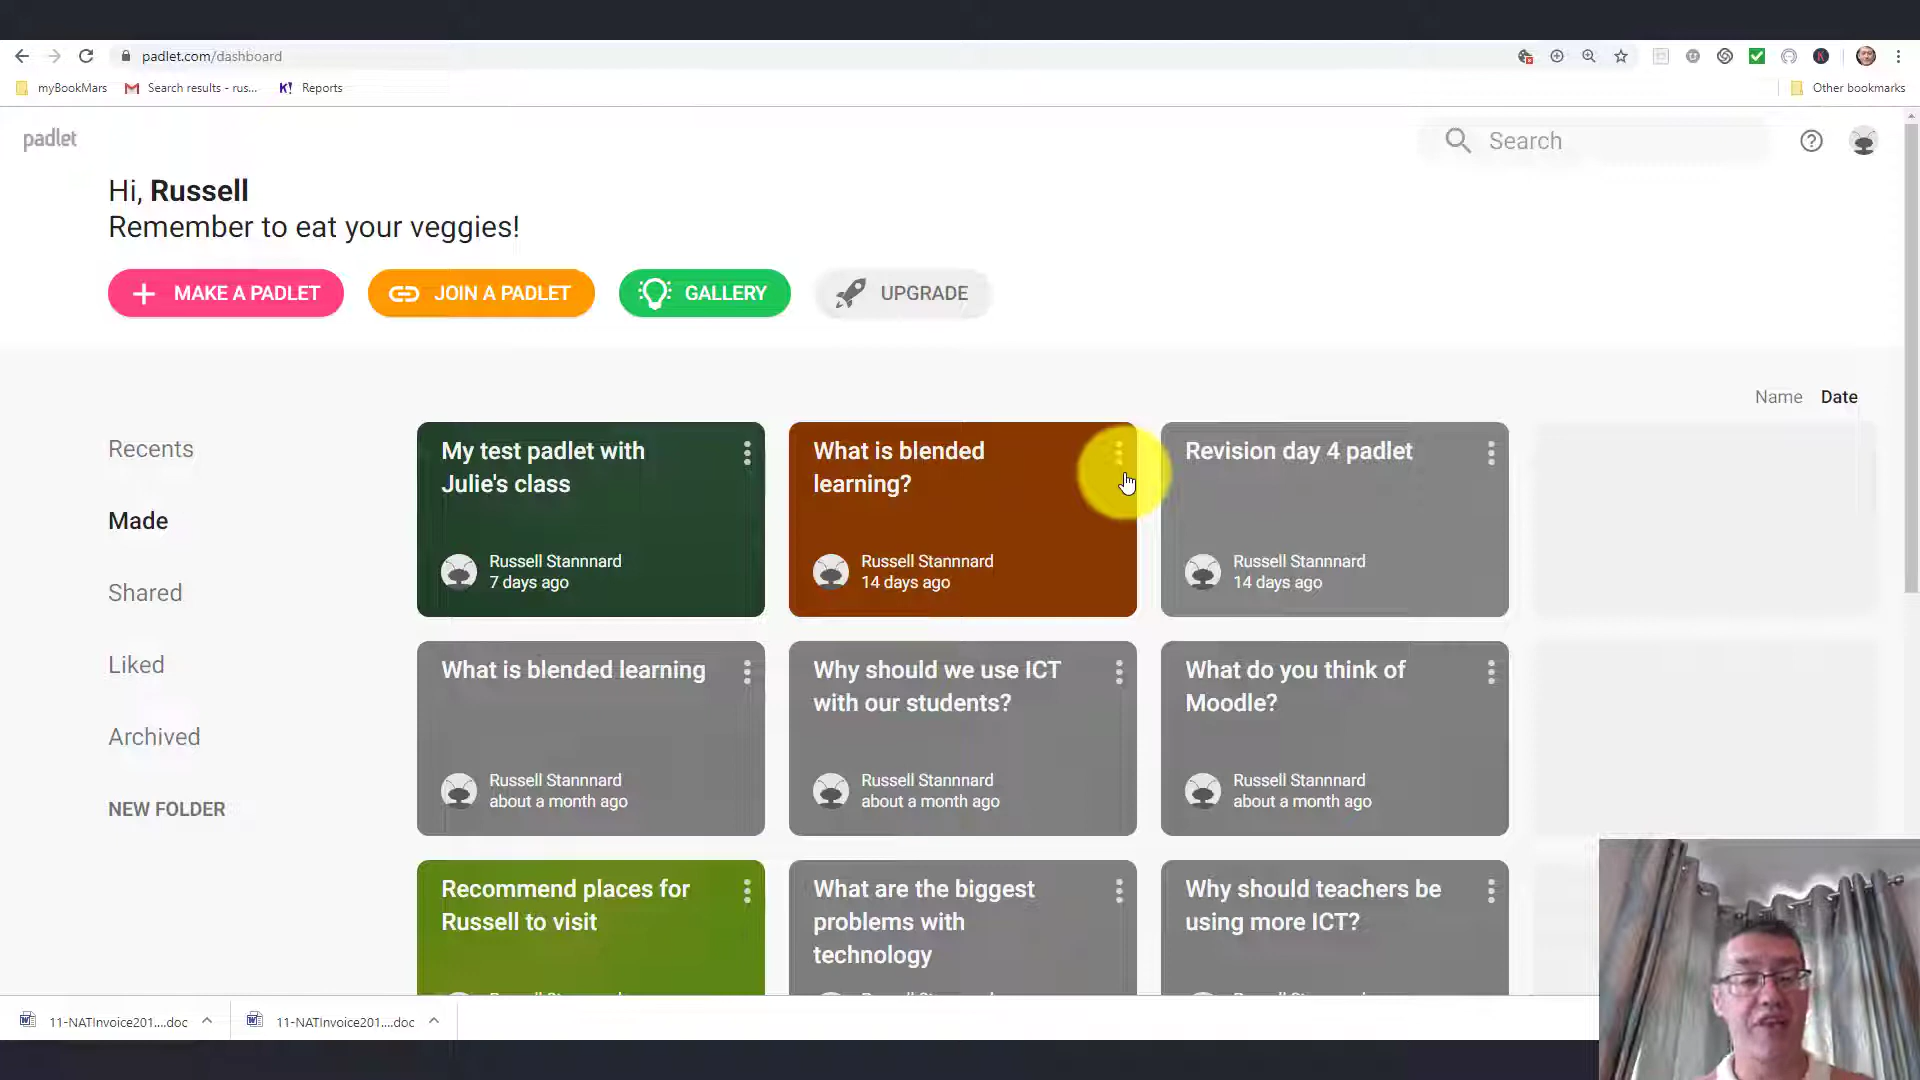 padlet.com/dashboard
myBookMars
Search results - rus...
K!
Reports
Other bookmarks
padlet
Search
Hi, Russell
Remember to eat your veggies!
MAKE A PADLET
JOIN A PADLET
GALLERY
UPGRADE
Name
Date
Recents
Made
Shared
Liked
Archived
NEW FOLDER
My test padlet with
Julie's class
Russell Stannnard
7 days ago
What is blended
learning?
Russell Stannnard
14 days ago
Revision day 4 padlet
Russell Stannnard
14 days ago
What is blended learning
Russell Stannnard
about a month ago
Why should we use ICT
with our students?
Russell Stannnard
about a month ago
What do you think of
Moodle?
Russell Stannnard
about a month ago
Recommend places for
Russell to visit
What are the biggest
problems with
technology
Why should teachers be
using more ICT?
11-NATInvoice201....doc
11-NATInvoice201....doc